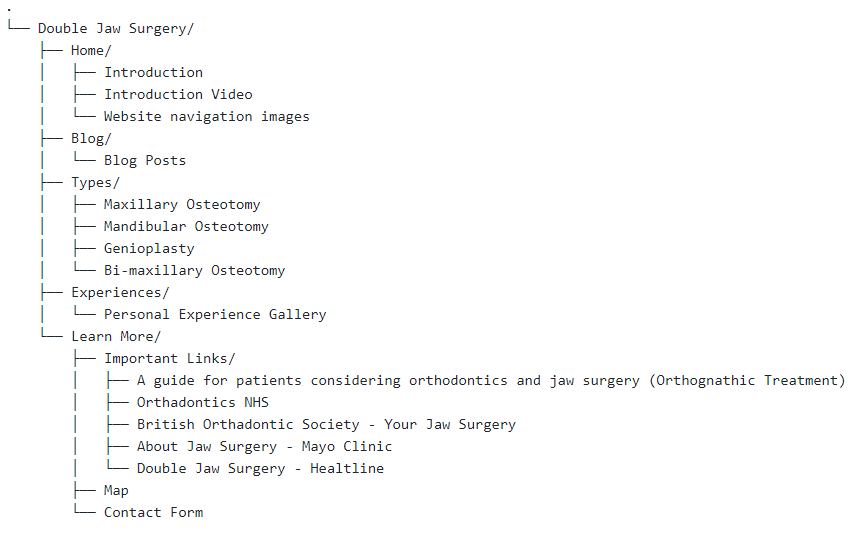 .
└── Double Jaw Surgery/
    ├── Home/
    │   ├── Introduction
    │   ├── Introduction Video
    │   └── Website navigation images
    ├── Blog/
    │   └── Blog Posts
    ├── Types/
    │   ├── Maxillary Osteotomy
    │   ├── Mandibular Osteotomy
    │   ├── Genioplasty
    │   └── Bi-maxillary Osteotomy
    ├── Experiences/
    │   └── Personal Experience Gallery
    └── Learn More/
        ├── Important Links/
        │   ├── A guide for patients considering orthodontics and jaw surgery (Orthognathic Treatment)
        │   ├── Orthadontics NHS
        │   ├── British Orthadontic Society - Your Jaw Surgery
        │   ├── About Jaw Surgery - Mayo Clinic
        │   └── Double Jaw Surgery - Healtline
        ├── Map
        └── Contact Form